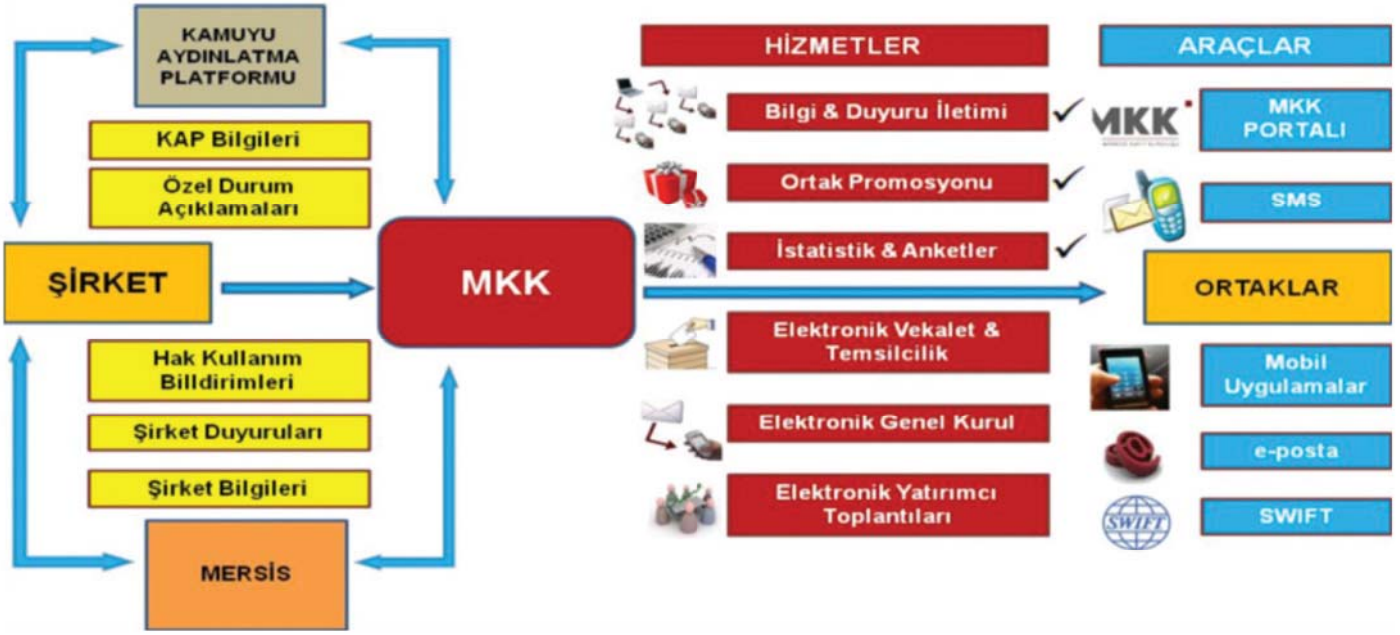 KAMUYU
AYDINLATMA
PLATFORMU
KAP Bilgileri
Özel Durum
Açıklamaları
ŞİRKET
MKK
Hak Kullanım
Billdirimleri
Şirket Duyuruları
Şirket Bilgileri
MERSİS
HİZMETLER
Bilgi & Duyuru İletimi
Ortak Promosyonu
İstatistik & Anketler
Elektronik Vekalet &
Temsilcilik
Elektronik Genel Kurul
Elektronik Yatırımcı
Toplantıları
ARAÇLAR
MKK
MKK
PORTALI
SMS
ORTAKLAR
Mobil
Uygulamalar
e-posta
SWIFT
SWIFT